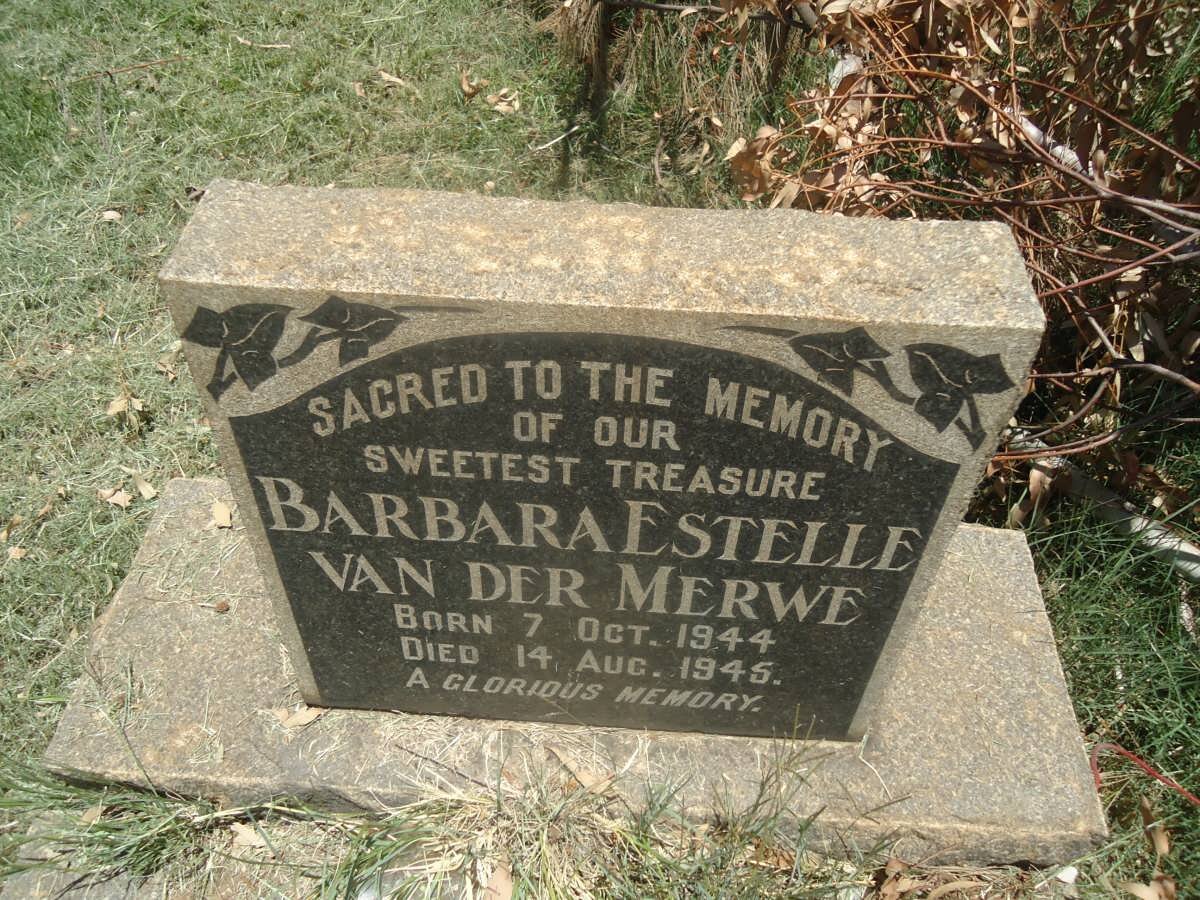 SACRED TO THE MEMORY
OF OUR
SWEETEST TREASURE
BARBARA ESTELLE
VAN DER MERWE
BORN 7 OCT. 1944
DIED 14 AUG. 1945.
A GLORIOUS MEMORY.